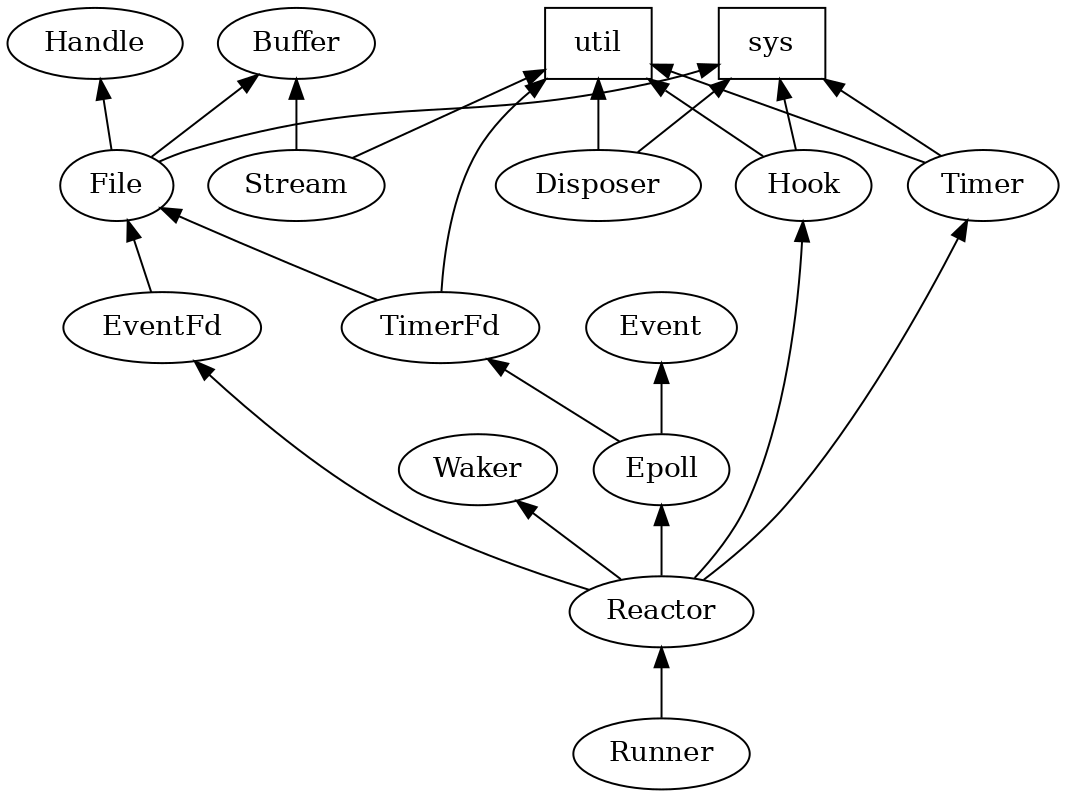 Handle
Buffer
util
sys
File
Stream
Disposer
Hook
Timer
EventFd
TimerFd
Event
Waker
Epoll
Reactor
Runner